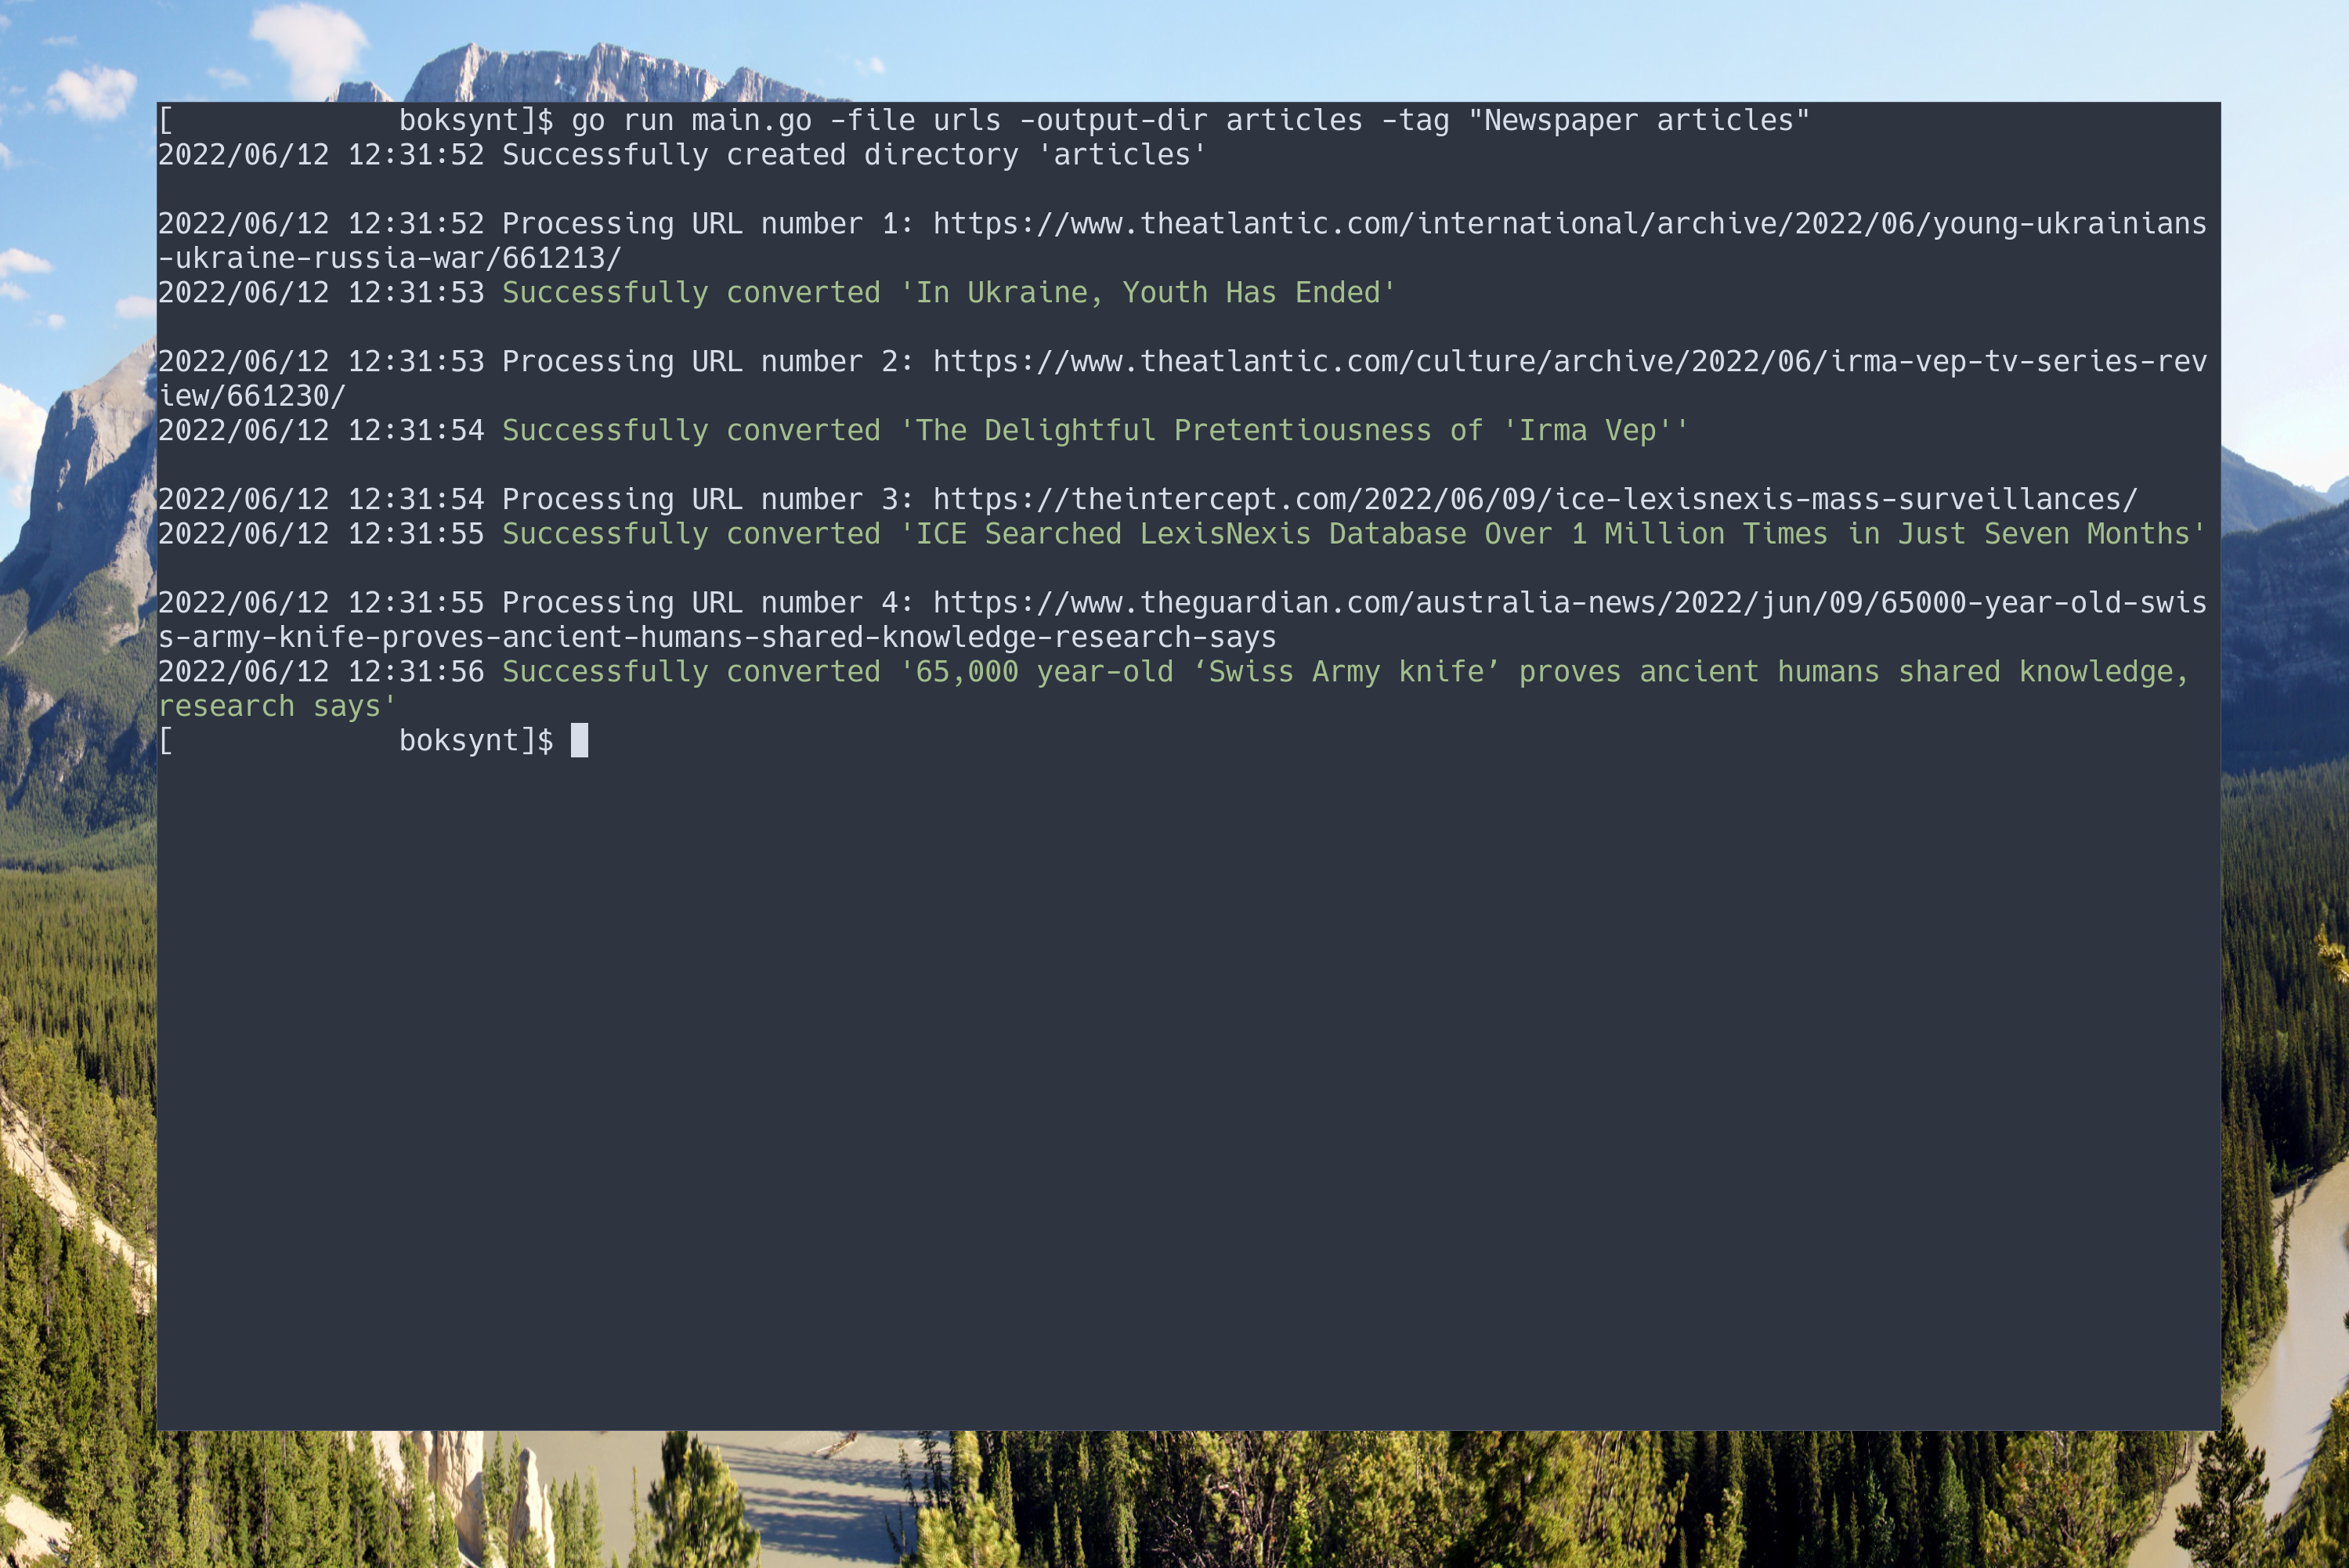 [             boksynt]$ go run main.go -file urls -output-dir articles -tag "Newspaper articles"
2022/06/12 12:31:52 Successfully created directory 'articles'
2022/06/12 12:31:52 Processing URL number 1: https://www.theatlantic.com/international/archive/2022/06/young-ukrainians
-ukraine-russia-war/661213/
2022/06/12 12:31:53 Successfully converted 'In Ukraine, Youth Has Ended'
2022/06/12 12:31:53 Processing URL number 2: https://www.theatlantic.com/culture/archive/2022/06/irma-vep-tv-series-rev
iew/661230/
2022/06/12 12:31:54 Successfully converted 'The Delightful Pretentiousness of 'Irma Vep''
2022/06/12 12:31:54 Processing URL number 3: https://theintercept.com/2022/06/09/ice-lexisnexis-mass-surveillances/
2022/06/12 12:31:55 Successfully converted 'ICE Searched LexisNexis Database Over 1 Million Times in Just Seven Months'
2022/06/12 12:31:55 Processing URL number 4: https://www.theguardian.com/australia-news/2022/jun/09/65000-year-old-swis
s-army-knife-proves-ancient-humans-shared-knowledge-research-says
2022/06/12 12:31:56 Successfully converted '65,000 year-old ‘Swiss Army knife’ proves ancient humans shared knowledge,
research says'
[             boksynt]$